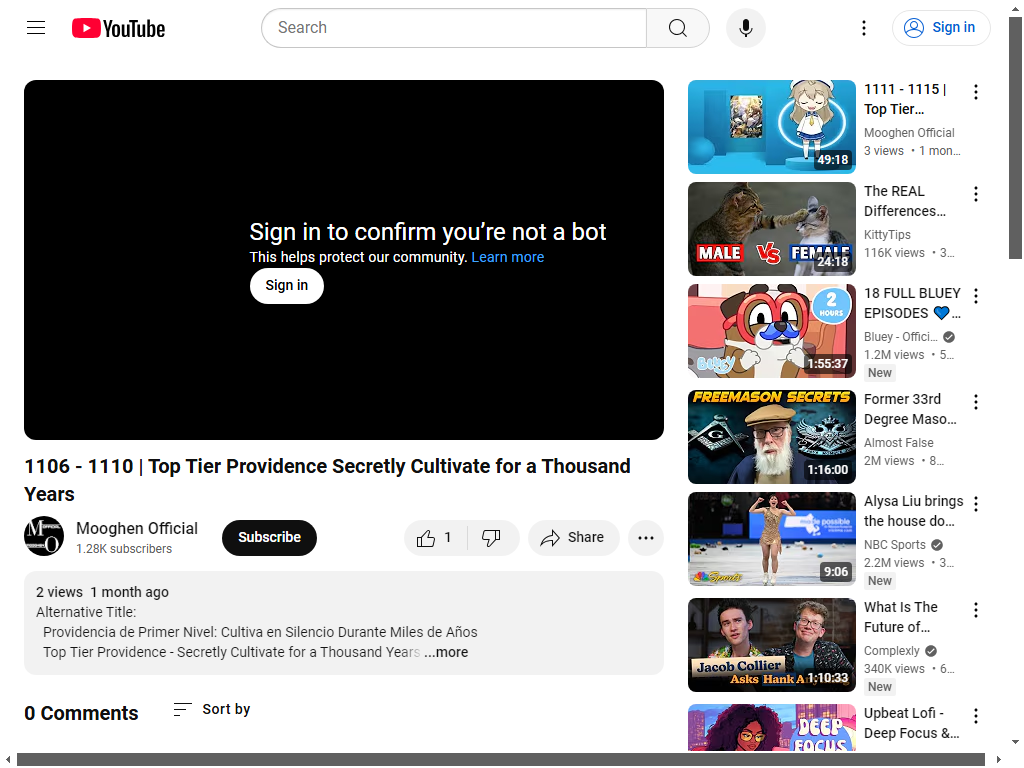 YouTube
Search
Sign in
Sign in to confirm you’re not a bot
This helps protect our community. Learn more
Sign in
1106 - 1110 | Top Tier Providence Secretly Cultivate for a Thousand
Years
Mooghen Official
1.28K subscribers
Subscribe
1
Share
2 views 1 month ago
Alternative Title:
Providencia de Primer Nivel: Cultiva en Silencio Durante Miles de Años
Top Tier Providence - Secretly Cultivate for a Thousand Years ...more
0 Comments
Sort by
49:18
1111 - 1115 |
Top Tier…
Mooghen Official
3 views • 1 mon…
MALE VS FEMALE
24:18
The REAL
Differences…
KittyTips
116K views • 3…
2
HOURS
BLUEY
1:55:37
18 FULL BLUEY
EPISODES 💙…
Bluey - Offici…
1.2M views • 5…
New
FREEMASON SECRETS
G
1:16:00
Former 33rd
Degree Maso…
Almost False
2M views • 8…
made possible
NBC Sports
9:06
Alysa Liu brings
the house do…
NBC Sports
2.2M views • 3…
New
Jacob Collier
Asks Hank
1:10:33
What Is The
Future of…
Complexly
340K views • 6…
New
DEEP
FOCUS
Upbeat Lofi -
Deep Focus &…